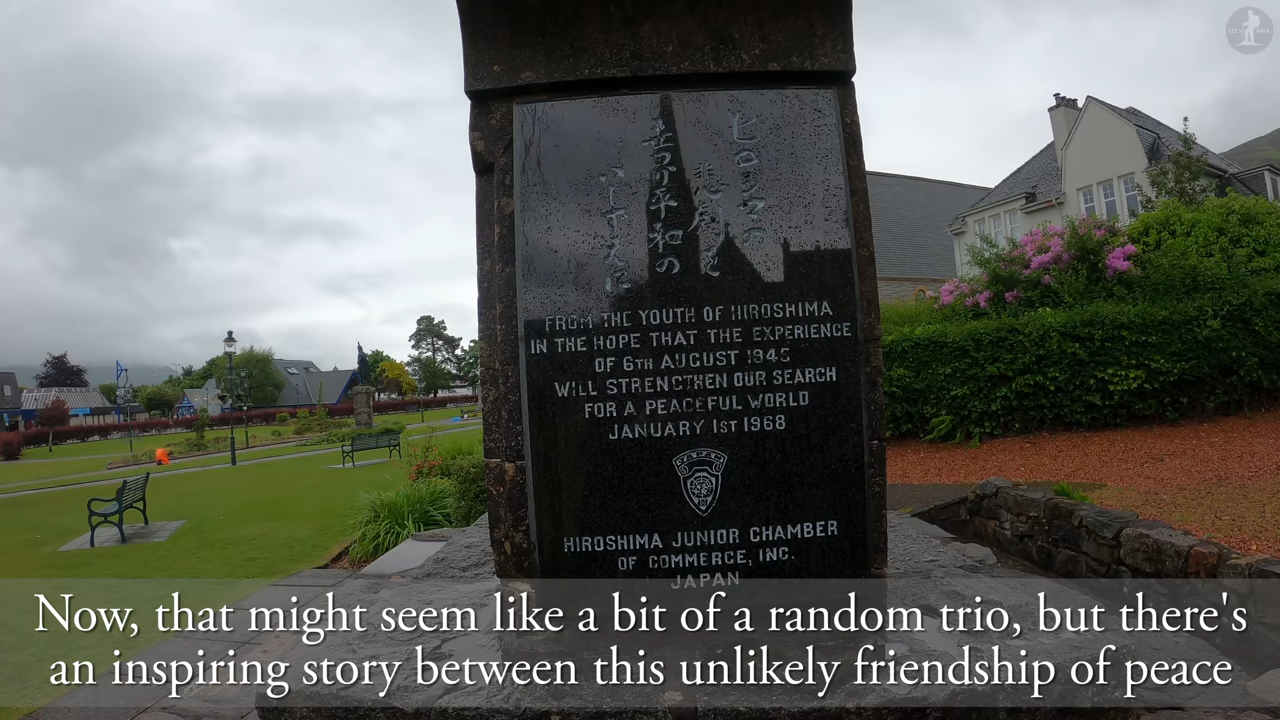 ヒロシマの
悲劇を
世界平和の
いしずえに
FROM THE YOUTH OF HIROSHIMA
IN THE HOPE THAT THE EXPERIENCE
OF 6TH AUGUST 1945
WILL STRENGTHEN OUR SEARCH
FOR A PEACEFUL WORLD
JANUARY 1ST 1968
JAPAN
HIROSHIMA JUNIOR CHAMBER
OF COMMERCE, INC.
JAPAN
Now, that might seem like a bit of a random trio, but there's
an inspiring story between this unlikely friendship of peace